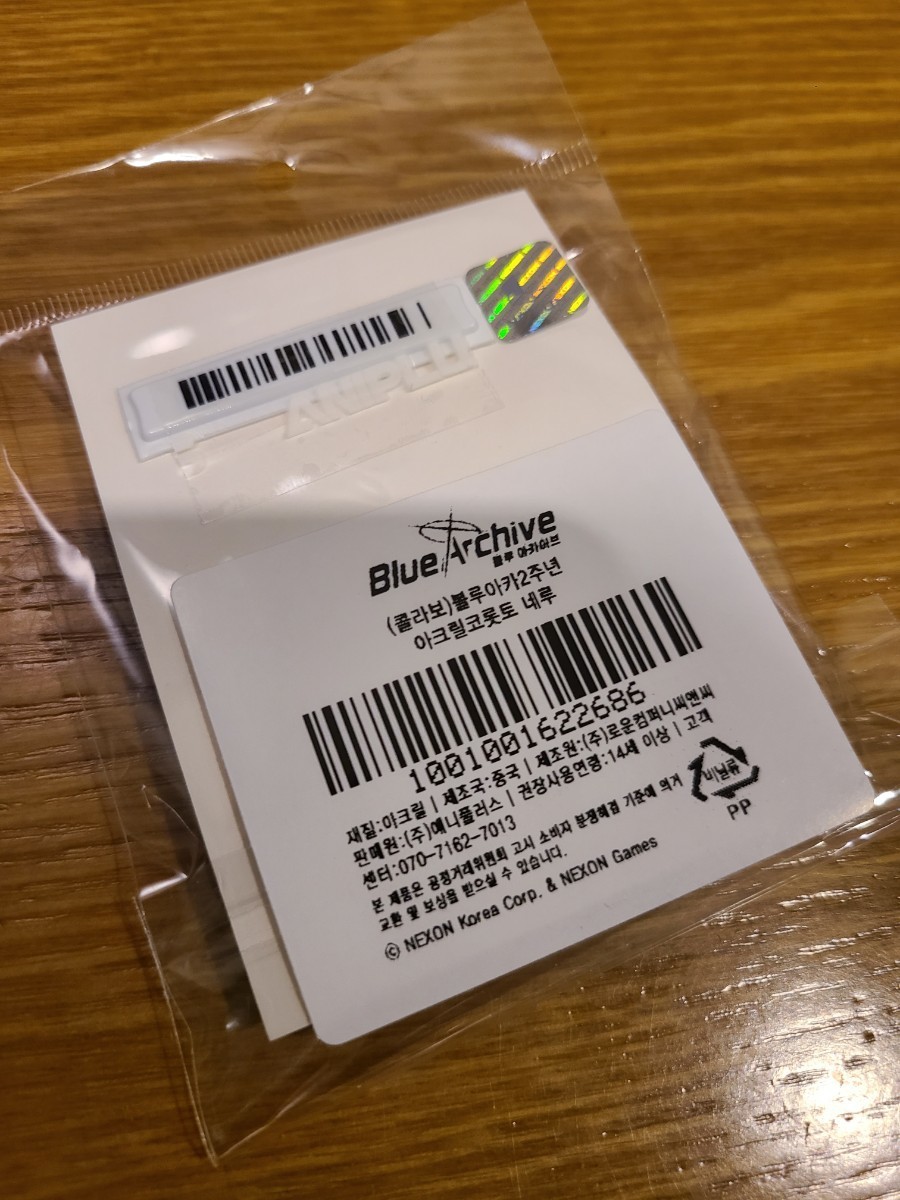 ANPLU
Blue Archive
블루 아카이브
(콜라보)블루아카2주년
아크릴코롯토 네루
1001001622686
재질:아크릴 | 제조국:중국 | 제조원:(주)로운컴퍼니씨앤씨
판매원:(주)애니플러스 | 권장사용연령:14세 이상 | 고객
센터:070-7162-7013
본 제품은 공정거래위원회 고시 소비자 분쟁해결 기준에 의거
교환 및 보상을 받으실 수 있습니다.
© NEXON Korea Corp. & NEXON Games
비닐류
PP